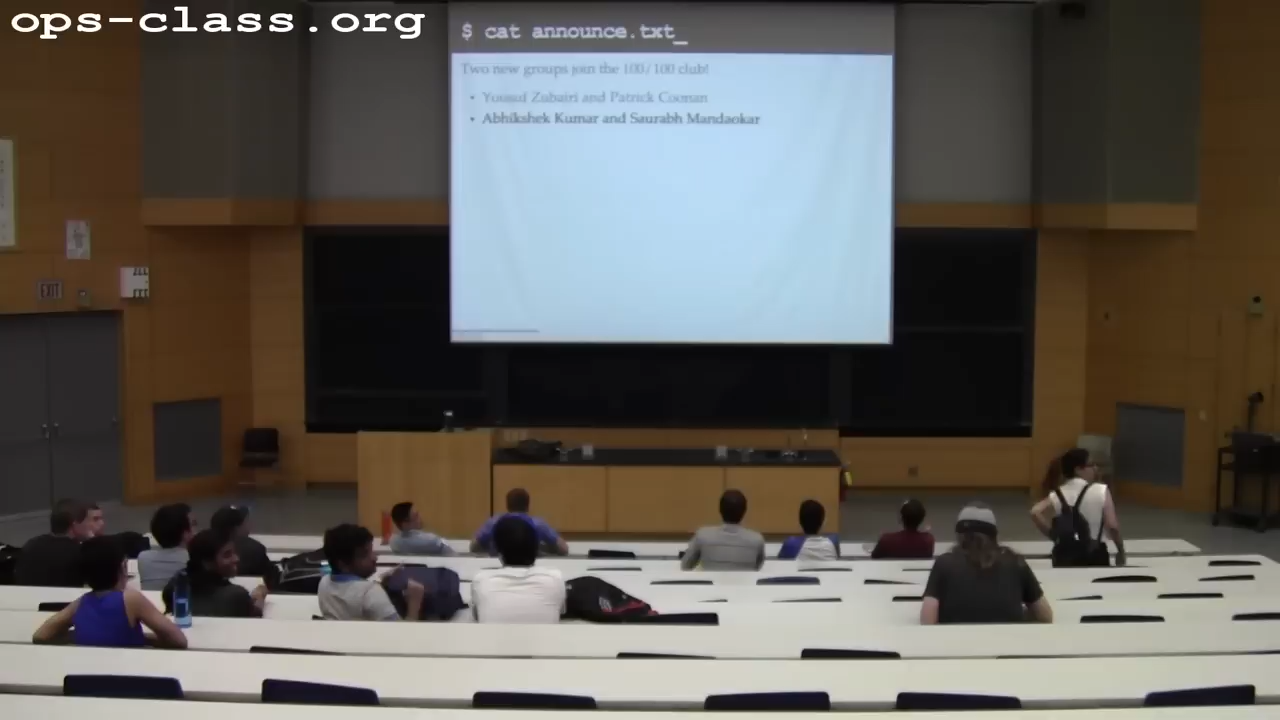 ops-class.org
$ cat announce.txt_
Two new groups join the 100/100 club!
• Yousuf Zubairi and Patrick Coonan
• Abhikshek Kumar and Saurabh Mandaokar
EXIT